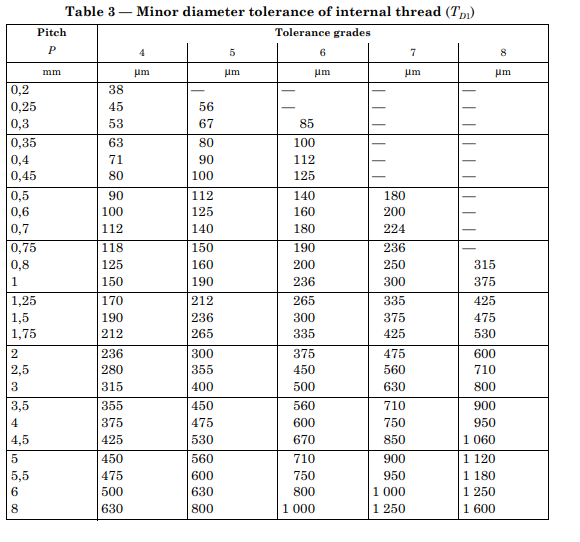 Table 3 — Minor diameter tolerance of internal thread (T_D1)
Pitch Tolerance grades
P 4 5 6 7 8
mm μm μm μm μm μm
0,2 38 — — — —
0,25 45 56 — — —
0,3 53 67 85 — —
0,35 63 80 100 — —
0,4 71 90 112 — —
0,45 80 100 125 — —
0,5 90 112 140 180 —
0,6 100 125 160 200 —
0,7 112 140 180 224 —
0,75 118 150 190 236 —
0,8 125 160 200 250 315
1 150 190 236 300 375
1,25 170 212 265 335 425
1,5 190 236 300 375 475
1,75 212 265 335 425 530
2 236 300 375 475 600
2,5 280 355 450 560 710
3 315 400 500 630 800
3,5 355 450 560 710 900
4 375 475 600 750 950
4,5 425 530 670 850 1 060
5 450 560 710 900 1 120
5,5 475 600 750 950 1 180
6 500 630 800 1 000 1 250
8 630 800 1 000 1 250 1 600